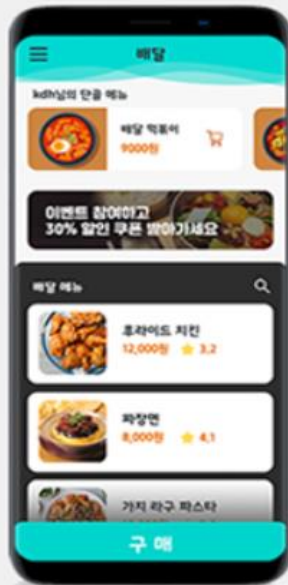 배달
kdh님의 단골 메뉴
배달 떡볶이
9000원
이벤트 참여하고
30% 할인 쿠폰 받아가세요
배달 메뉴
후라이드 치킨
12,000원 3.2
짜장면
8,000원 4.1
가지 라구 파스타
구매